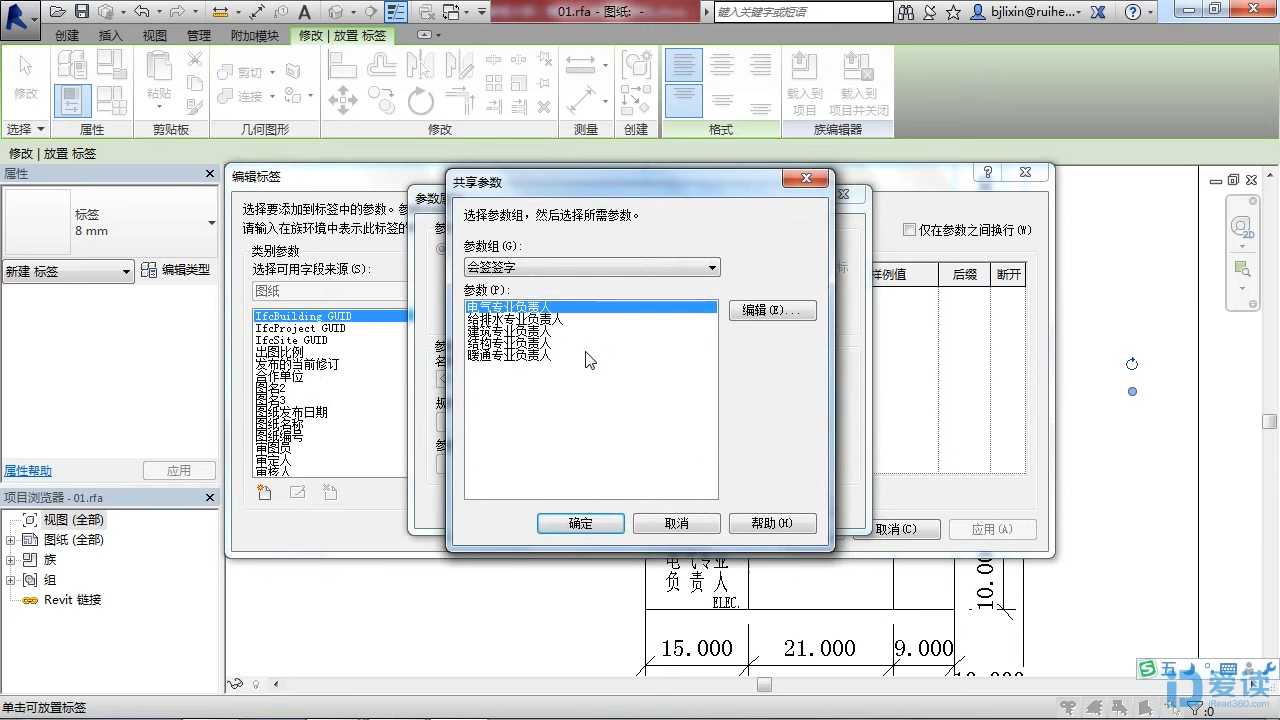 01.rfa - 图纸: -
键入关键字或短语
bjlixin@ruihe...
创建 插入 视图 管理 附加模块 修改 | 放置 标签
修改 粘贴 剪切 连接 载入到项目 载入到项目并关闭
选择 属性 剪贴板 几何图形 修改 测量 创建 格式 族编辑器
修改 | 放置 标签
属性
标签
8 mm
新建 标签 编辑类型
属性帮助 应用
项目浏览器 - 01.rfa
视图 (全部)
图纸 (全部)
族
组
Revit 链接
编辑标签
选择要添加到标签中的参数。参
请输入在族环境中表示此标签的
仅在参数之间换行(W)
类别参数
选择可用字段来源(S):
图纸
IfcBuilding GUID
IfcProject GUID
IfcSite GUID
出图比例
发布的当前修订
合作单位
图名2
图名3
图纸发布日期
图纸名称
图纸编号
审图员
审定人
审核人
样例值 后缀 断开
取消(C) 应用(A)
共享参数
选择参数组，然后选择所需参数。
参数组(G):
会签签字
参数(P):
电气专业负责人
给排水专业负责人
建筑专业负责人
结构专业负责人
暖通专业负责人
编辑(E)...
确定 取消 帮助(H)
电气专业
负责人
ELEC.
10.00
15.000 21.000 9.000
单击可放置标签
:0
五
爱读
iRead360.com